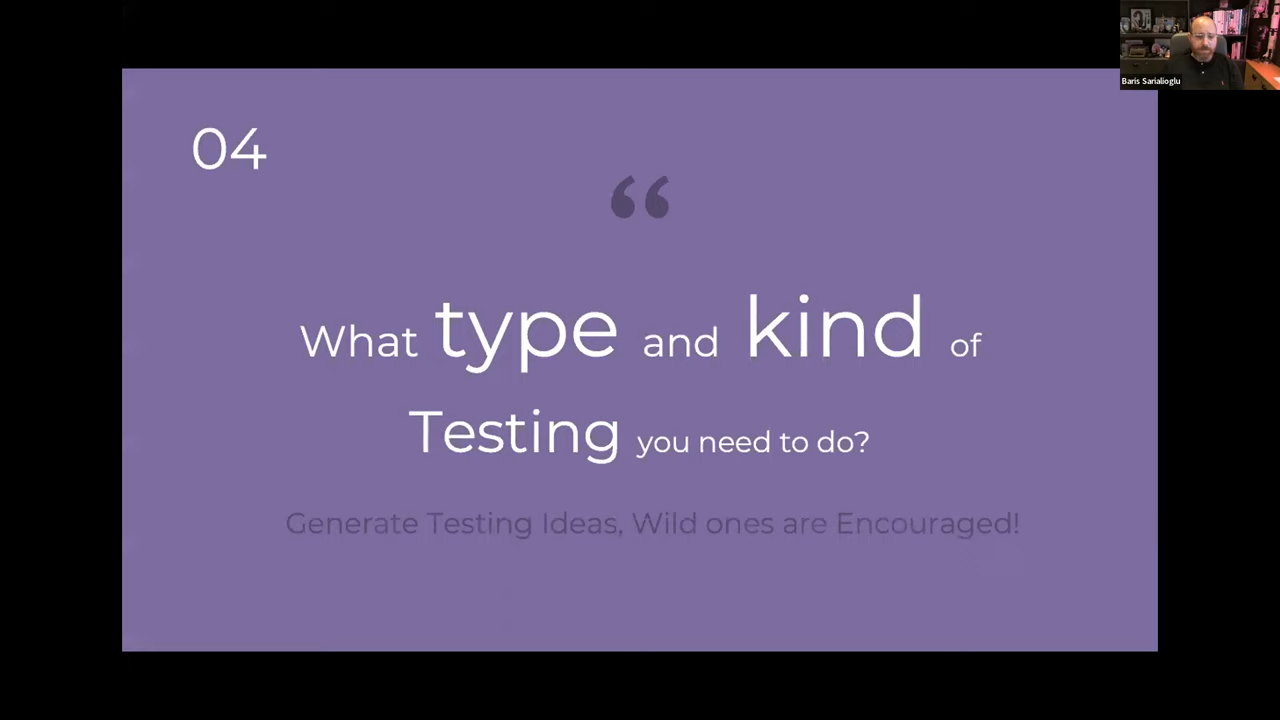 Baris Sarialioglu
04
“
What type and kind of
Testing you need to do?
Generate Testing Ideas, Wild ones are Encouraged!